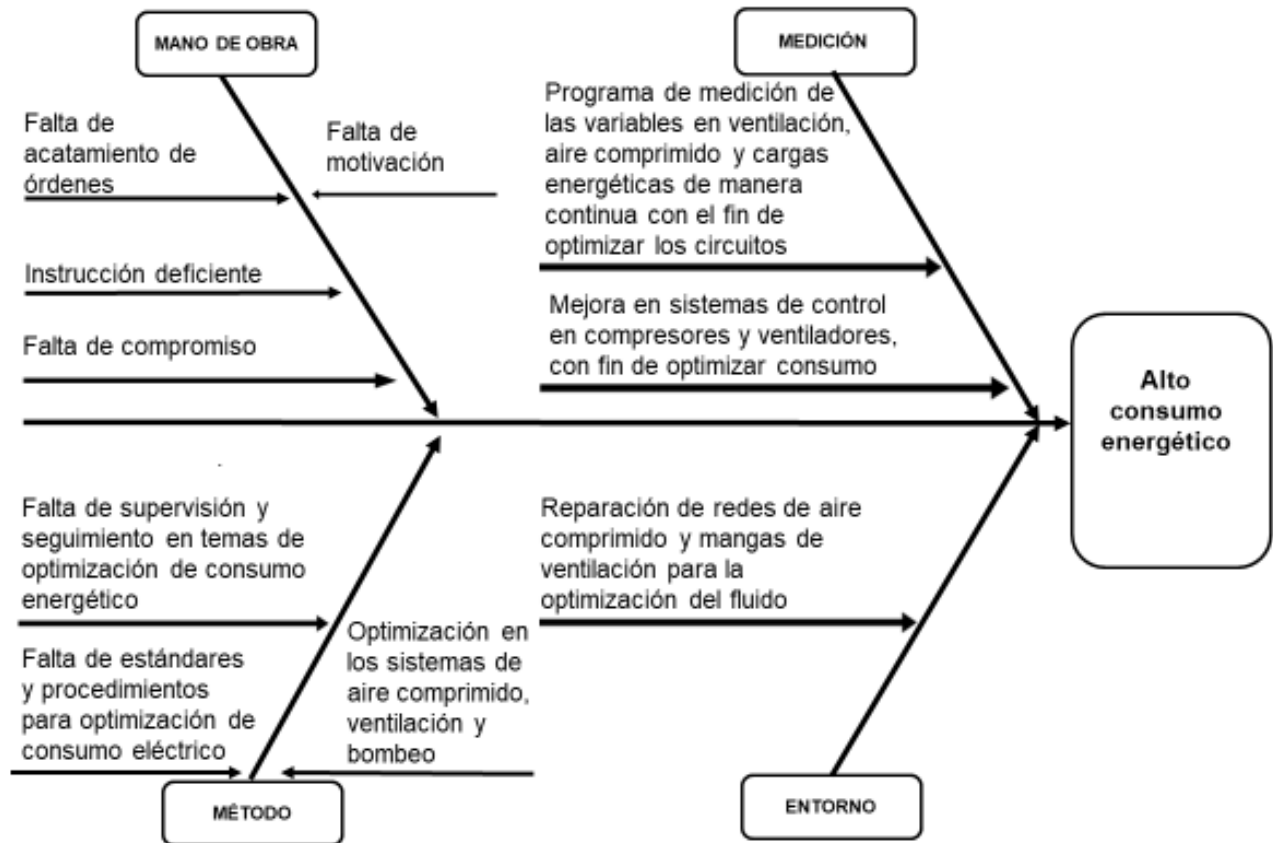 MANO DE OBRA
Falta de
acatamiento de
órdenes
Falta de
motivación
Instrucción deficiente
Falta de compromiso
MEDICIÓN
Programa de medición de
las variables en ventilación,
aire comprimido y cargas
energéticas de manera
continua con el fin de
optimizar los circuitos
Mejora en sistemas de control
en compresores y ventiladores,
con fin de optimizar consumo
Alto
consumo
energético
Falta de supervisión y
seguimiento en temas de
optimización de consumo
energético
Falta de estándares
y procedimientos
para optimización de
consumo eléctrico
Optimización en
los sistemas de
aire comprimido,
ventilación y
bombeo
MÉTODO
Reparación de redes de aire
comprimido y mangas de
ventilación para la
optimización del fluido
ENTORNO